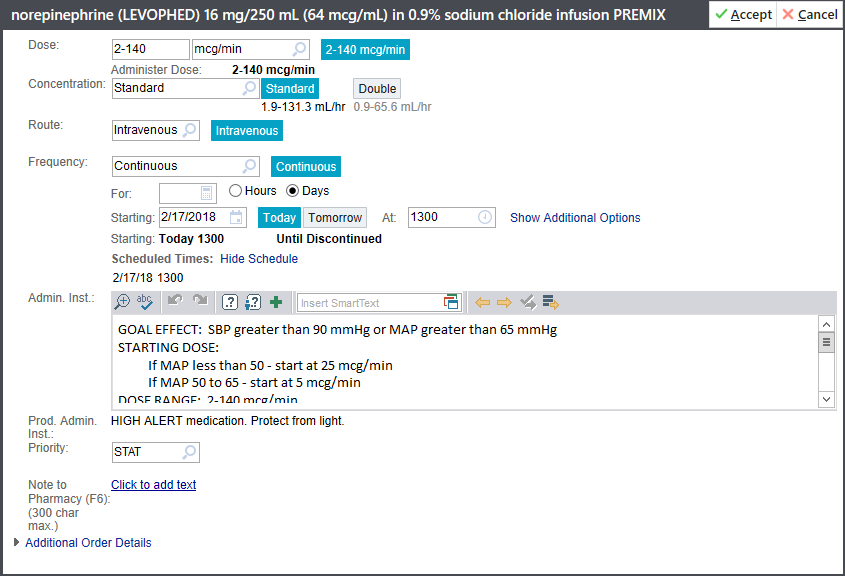 norepinephrine (LEVOPHED) 16 mg/250 mL (64 mcg/mL) in 0.9% sodium chloride infusion PREMIX
Accept Cancel
Dose: 2-140 mcg/min 2-140 mcg/min
Administer Dose: 2-140 mcg/min
Concentration: Standard Standard Double
1.9-131.3 mL/hr 0.9-65.6 mL/hr
Route: Intravenous Intravenous
Frequency: Continuous Continuous
For: Hours Days
Starting: 2/17/2018 Today Tomorrow At: 1300 Show Additional Options
Starting: Today 1300 Until Discontinued
Scheduled Times: Hide Schedule
2/17/18 1300
Admin. Inst.: abc ? ? Insert SmartText
GOAL EFFECT: SBP greater than 90 mmHg or MAP greater than 65 mmHg
STARTING DOSE:
If MAP less than 50 - start at 25 mcg/min
If MAP 50 to 65 - start at 5 mcg/min
DOSE RANGE: 2-140 mcg/min
Prod. Admin. HIGH ALERT medication. Protect from light.
Inst.:
Priority: STAT
Note to Click to add text
Pharmacy (F6):
(300 char
max.)
Additional Order Details